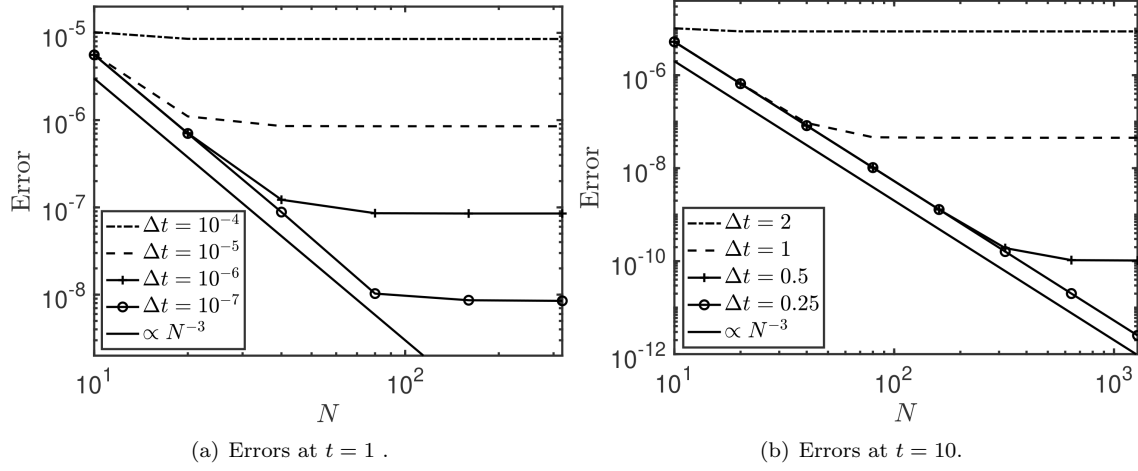 10^{-5}
10^{-6}
10^{-7}
10^{-8}
Error
Δt = 10^{-4}
Δt = 10^{-5}
Δt = 10^{-6}
Δt = 10^{-7}
∝ N^{-3}
10^1
10^2
N
(a) Errors at t = 1 .
10^{-6}
10^{-8}
10^{-10}
10^{-12}
Error
Δt = 2
Δt = 1
Δt = 0.5
Δt = 0.25
∝ N^{-3}
10^1
10^2
10^3
N
(b) Errors at t = 10.